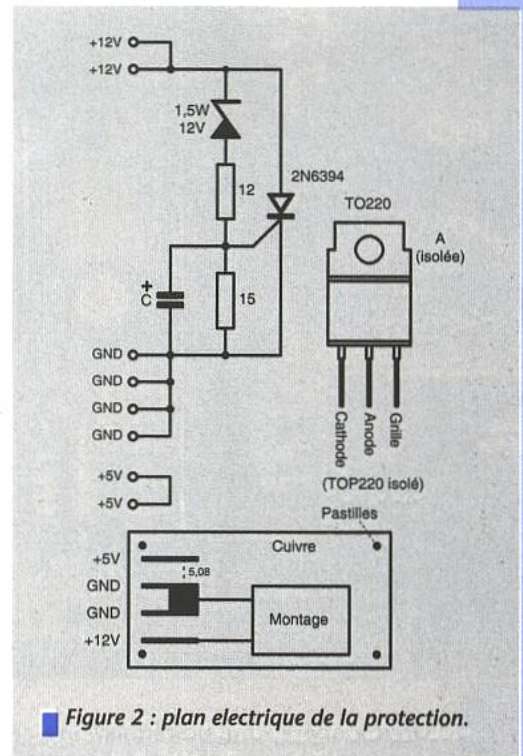 +12V
+12V
1,5W
12V
2N6394
12
TO220
A
(isolée)
+
C
15
GND
GND
GND
GND
Cathode
Anode
Grille
(TOP220 isolé)
+5V
+5V
Pastilles
Cuivre
+5V
5,08
GND
GND
Montage
+12V
Figure 2 : plan electrique de la protection.